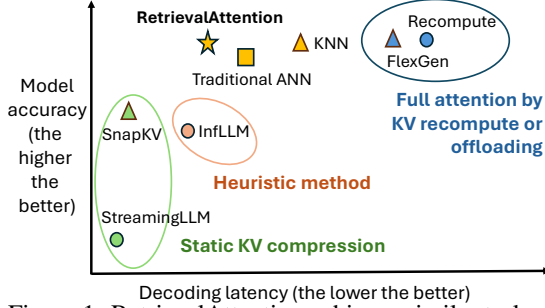 RetrievalAttention
Recompute
KNN
FlexGen
Traditional ANN
Model
accuracy
(the
higher
the
better)
Full attention by
KV recompute or
offloading
SnapKV
InfLLM
Heuristic method
StreamingLLM
Static KV compression
Decoding latency (the lower the better)